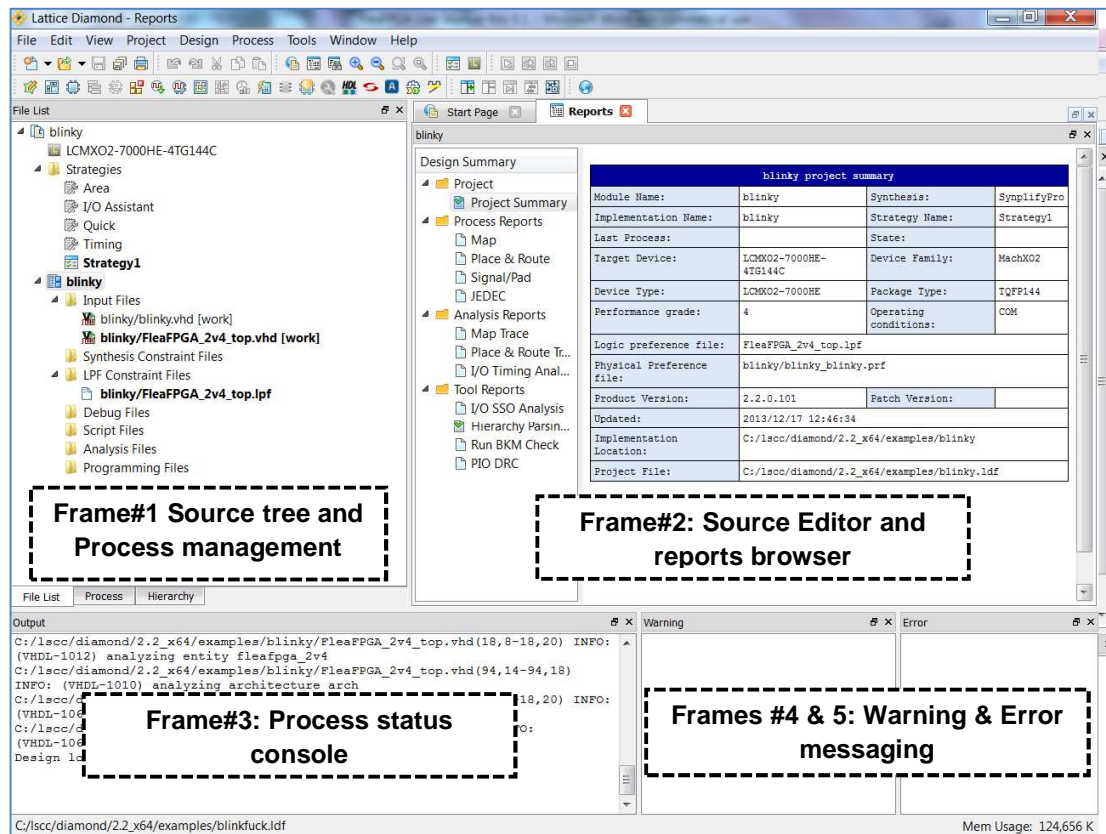 Lattice Diamond - Reports
File Edit View Project Design Process Tools Window Help
File List
blinky
LCMXO2-7000HE-4TG144C
Strategies
Area
I/O Assistant
Quick
Timing
Strategy1
blinky
Input Files
blinky/blinky.vhd [work]
blinky/FleaFPGA_2v4_top.vhd [work]
Synthesis Constraint Files
LPF Constraint Files
blinky/FleaFPGA_2v4_top.lpf
Debug Files
Script Files
Analysis Files
Programming Files
Frame#1 Source tree and
Process management
File List Process Hierarchy
Start Page Reports
blinky
Design Summary
Project
Project Summary
Process Reports
Map
Place & Route
Signal/Pad
JEDEC
Analysis Reports
Map Trace
Place & Route Tr...
I/O Timing Anal...
Tool Reports
I/O SSO Analysis
Hierarchy Parsin...
Run BKM Check
PIO DRC
blinky project summary
Module Name: blinky Synthesis: SynplifyPro
Implementation Name: blinky Strategy Name: Strategy1
Last Process: State:
Target Device: LCMXO2-7000HE-
4TG144C Device Family: MachXO2
Device Type: LCMXO2-7000HE Package Type: TQFP144
Performance grade: 4 Operating
conditions: COM
Logic preference file: FleaFPGA_2v4_top.lpf
Physical Preference
file: blinky/blinky_blinky.prf
Product Version: 2.2.0.101 Patch Version:
Updated: 2013/12/17 12:46:34
Implementation
Location: C:/lscc/diamond/2.2_x64/examples/blinky
Project File: C:/lscc/diamond/2.2_x64/examples/blinky.ldf
Frame#2: Source Editor and
reports browser
Output
C:/lscc/diamond/2.2_x64/examples/blinky/FleaFPGA_2v4_top.vhd(18,8-18,20) INFO:
(VHDL-1012) analyzing entity fleafpga_2v4
C:/lscc/diamond/2.2_x64/examples/blinky/FleaFPGA_2v4_top.vhd(94,14-94,18)
INFO: (VHDL-1010) analyzing architecture arch
18,20) INFO:
Frame#3: Process status
console
Design
Warning
Error
Frames #4 & 5: Warning & Error
messaging
C:/lscc/diamond/2.2_x64/examples/blinkfuck.ldf
Mem Usage: 124,656 K